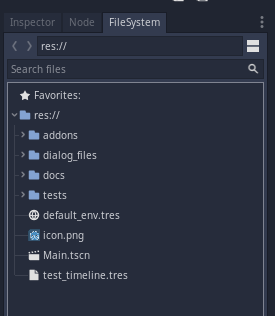 Inspector Node FileSystem
res://
Search files
Favorites:
res://
addons
dialog_files
docs
tests
default_env.tres
icon.png
Main.tscn
test_timeline.tres